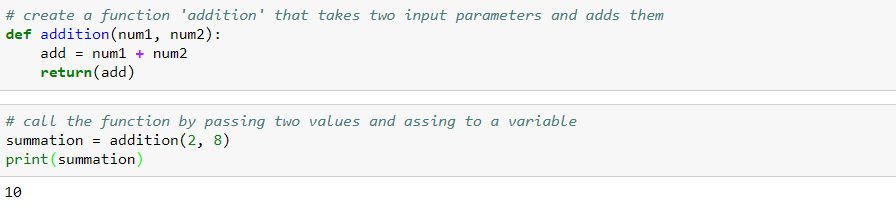 # create a function 'addition' that takes two input parameters and adds them
def addition(num1, num2):
    add = num1 + num2
    return(add)
# call the function by passing two values and assing to a variable
summation = addition(2, 8)
print(summation)
10